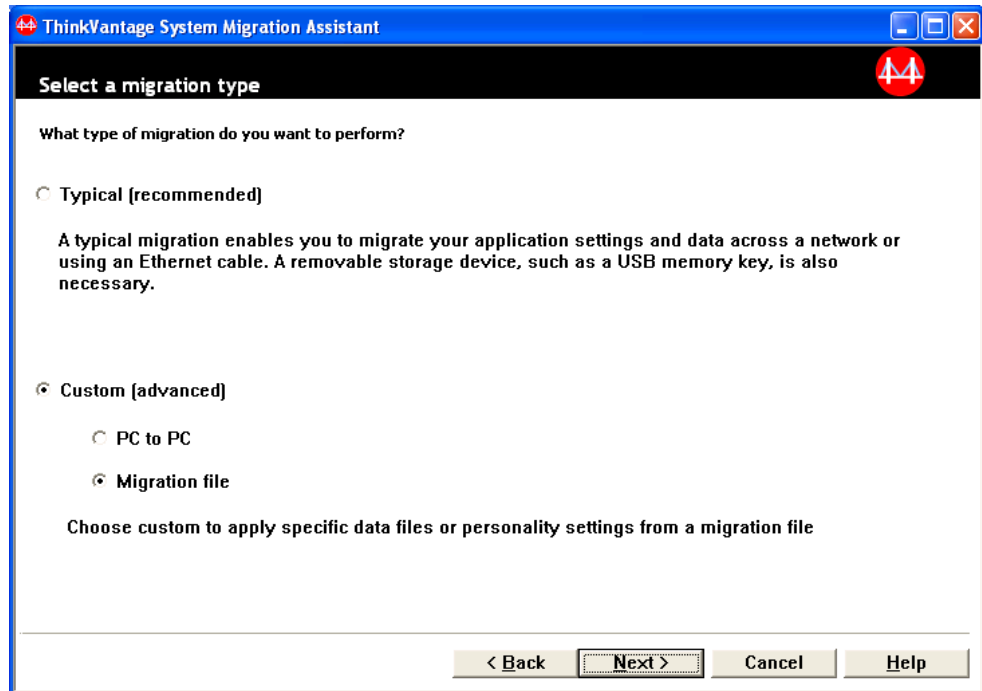 ThinkVantage System Migration Assistant
Select a migration type
What type of migration do you want to perform?
Typical (recommended)
A typical migration enables you to migrate your application settings and data across a network or
using an Ethernet cable. A removable storage device, such as a USB memory key, is also
necessary.
Custom (advanced)
PC to PC
Migration file
Choose custom to apply specific data files or personality settings from a migration file
< Back Next > Cancel Help